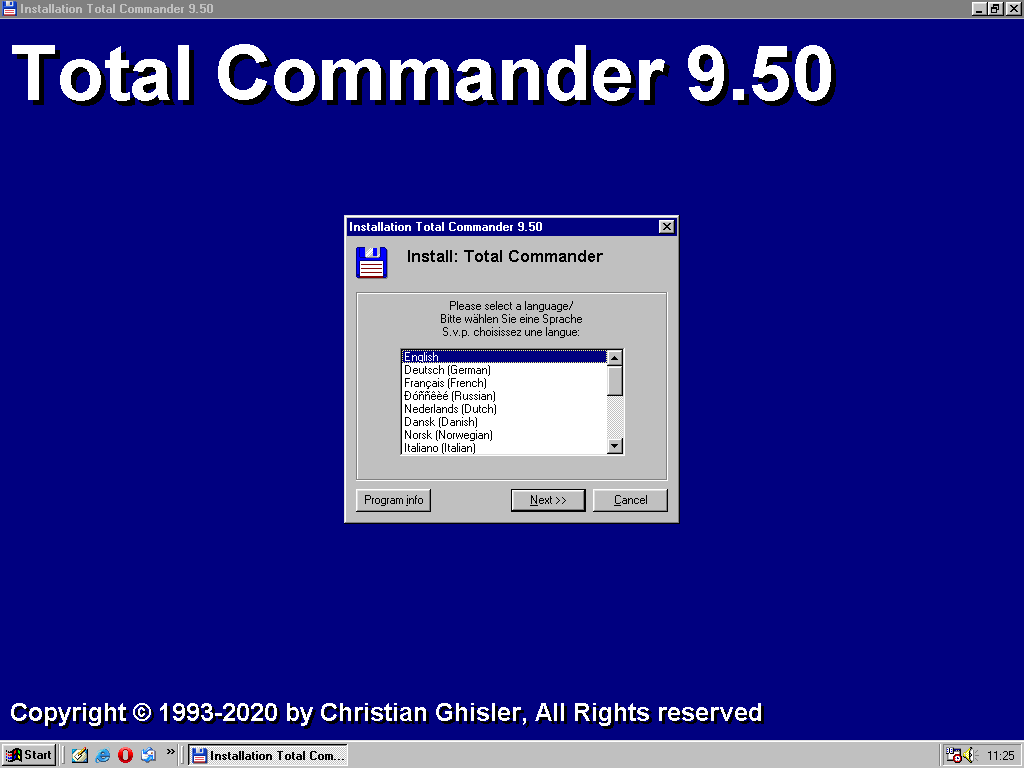 Installation Total Commander 9.50
Total Commander 9.50
Installation Total Commander 9.50
Install: Total Commander
Please select a language/
Bitte wählen Sie eine Sprache
S.v.p. choisissez une langue:
English
Deutsch (German)
Français (French)
Ðóññêèé (Russian)
Nederlands (Dutch)
Dansk (Danish)
Norsk (Norwegian)
Italiano (Italian)
Program info
Next >>
Cancel
Copyright © 1993-2020 by Christian Ghisler, All Rights reserved
Start
Installation Total Com...
11:25